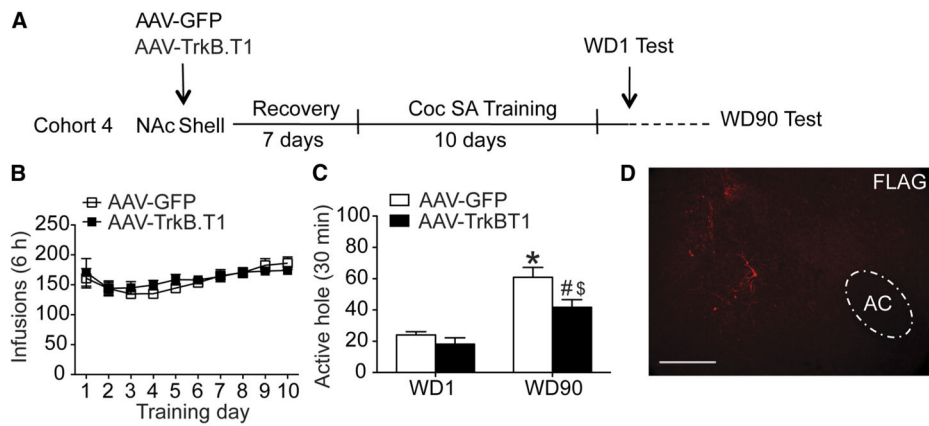 A
AAV-GFP
AAV-TrkB.T1
WD1 Test
Cohort 4 NAc Shell
Recovery
7 days
Coc SA Training
10 days
WD90 Test
B
AAV-GFP
AAV-TrkB.T1
Infusions (6 h)
250
200
150
100
50
0
1 2 3 4 5 6 7 8 9 10
Training day
C
AAV-GFP
AAV-TrkBT1
Active hole (30 min)
100
80
60
40
20
0
*
#$
WD1 WD90
D
FLAG
AC